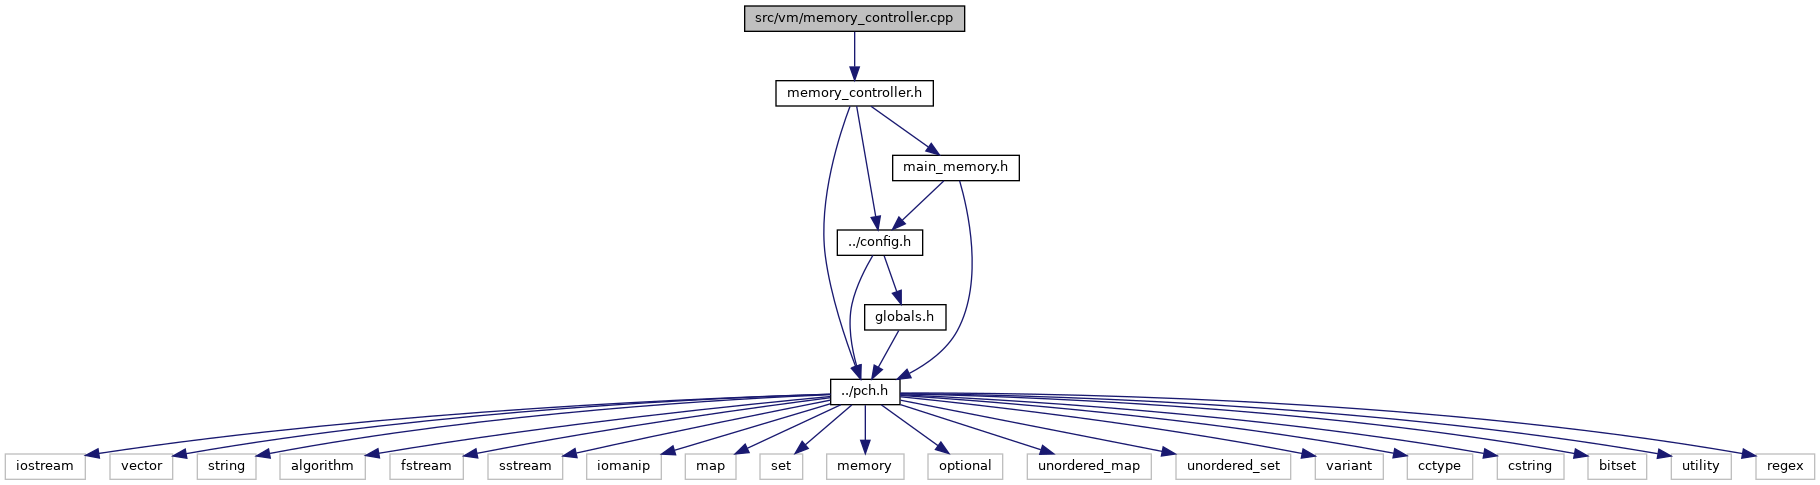 src/vm/memory_controller.cpp
memory_controller.h
main_memory.h
../config.h
globals.h
../pch.h
iostream
vector
string
algorithm
fstream
sstream
iomanip
map
set
memory
optional
unordered_map
unordered_set
variant
cctype
cstring
bitset
utility
regex